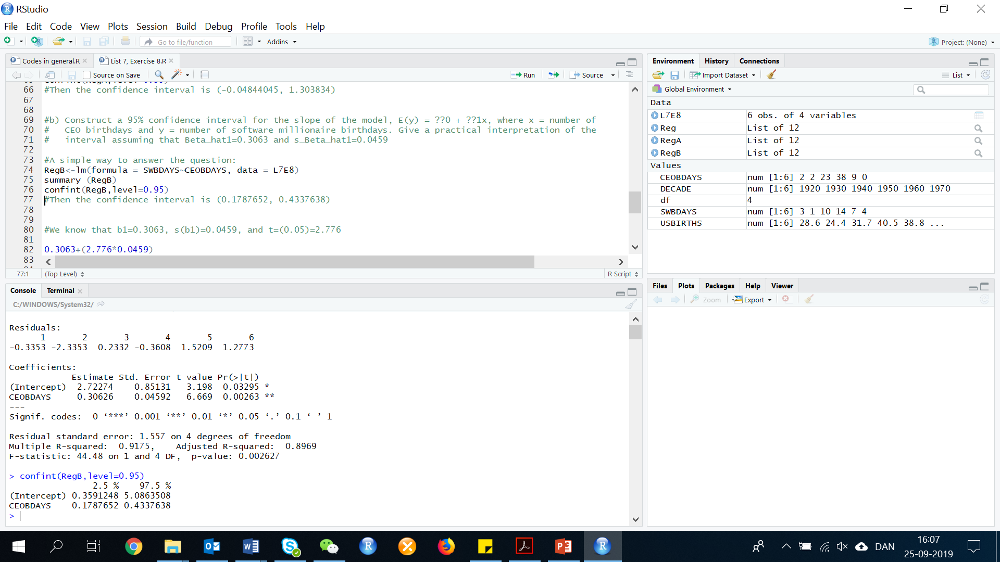 RStudio
File Edit Code View Plots Session Build Debug Profile Tools Help
Go to file/function Addins Project: (None)
Codes in general.R List 7, Exercise 8.R
Source on Save Run Source
66 #Then the confidence interval is (-0.04844045, 1.303834)
67
68
69 #b) Construct a 95% confidence interval for the slope of the model, E(y) = ??0 + ??1x, where x = number of
70 # CEO birthdays and y = number of software millionaire birthdays. Give a practical interpretation of the
71 # interval assuming that Beta_hat1=0.3063 and s_Beta_hat1=0.0459
72
73 #A simple way to answer the question:
74 RegB<-lm(formula = SWBDAYS~CEOBDAYS, data = L7E8)
75 summary (RegB)
76 confint(RegB,level=0.95)
77 #Then the confidence interval is (0.1787652, 0.4337638)
78
79
80 #We know that b1=0.3063, s(b1)=0.0459, and t=(0.05)=2.776
81
82 0.3063+(2.776*0.0459)
83
77:1 (Top Level) R Script
Console Terminal
C:/WINDOWS/System32/
Residuals:
1 2 3 4 5 6
-0.3353 -2.3353 0.2332 -0.3608 1.5209 1.2773
Coefficients:
Estimate Std. Error t value Pr(>|t|)
(Intercept) 2.72274 0.85131 3.198 0.03295 *
CEOBDAYS 0.30626 0.04592 6.669 0.00263 **
---
Signif. codes: 0 ‘***’ 0.001 ‘**’ 0.01 ‘*’ 0.05 ‘.’ 0.1 ‘ ’ 1
Residual standard error: 1.557 on 4 degrees of freedom
Multiple R-squared: 0.9175, Adjusted R-squared: 0.8969
F-statistic: 44.48 on 1 and 4 DF, p-value: 0.002627
> confint(RegB,level=0.95)
2.5 % 97.5 %
(Intercept) 0.3591248 5.0863508
CEOBDAYS 0.1787652 0.4337638
>
Environment History Connections
Import Dataset List
Global Environment
Data
L7E8 6 obs. of 4 variables
Reg List of 12
RegA List of 12
RegB List of 12
Values
CEOBDAYS num [1:6] 2 2 23 38 9 0
DECADE num [1:6] 1920 1930 1940 1950 1960 1970
df 4
SWBDAYS num [1:6] 3 1 10 14 7 4
USBIRTHS num [1:6] 28.6 24.4 31.7 40.5 38.8 ...
Files Plots Packages Help Viewer
Zoom Export
DAN
16:07
25-09-2019